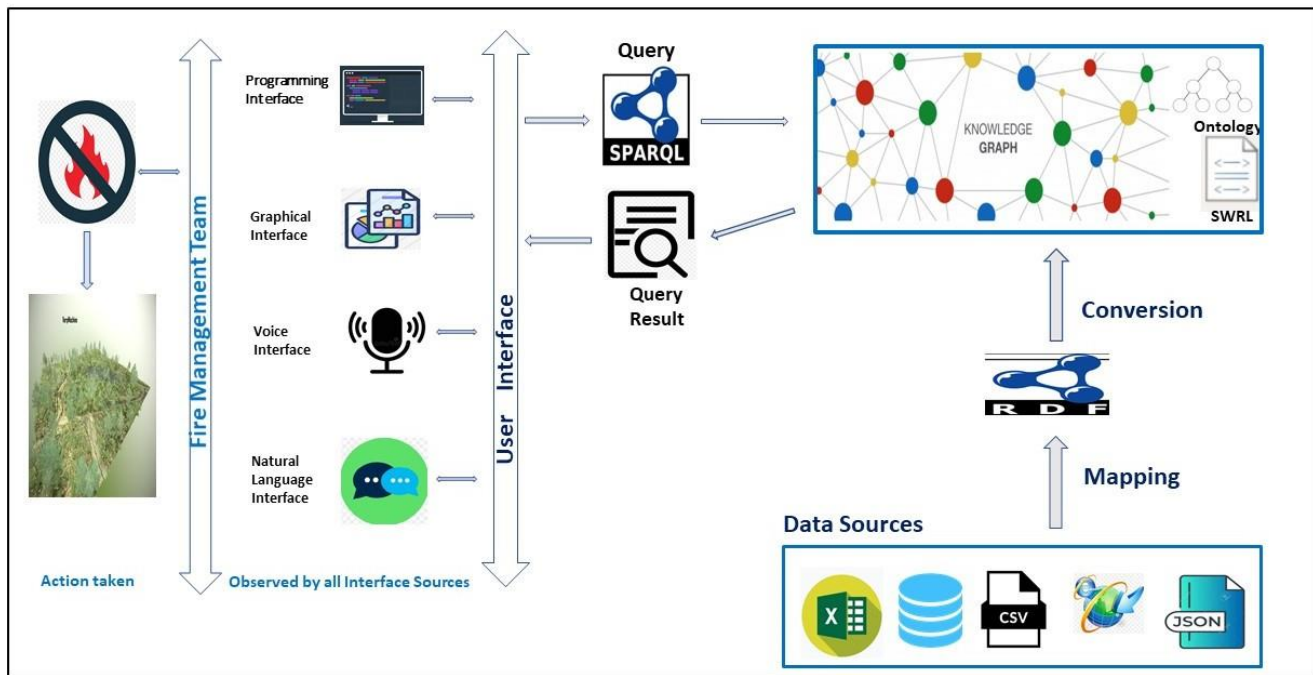 Programming
Interface
Graphical
Interface
Voice
Interface
Natural
Language
Interface
Fire Management Team
User Interface
Action taken
Observed by all Interface Sources
Query
SPARQL
Query
Result
KNOWLEDGE
GRAPH
Ontology
SWRL
Conversion
RDF
Mapping
Data Sources
X
CSV
JSON